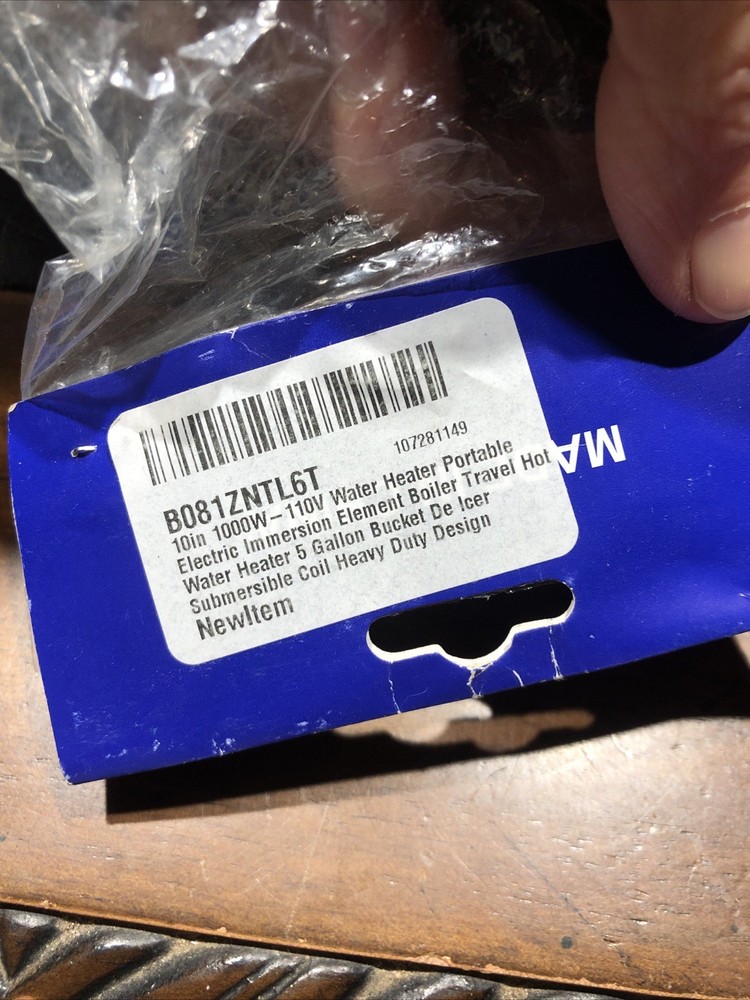 107281149
B081ZNTL6T
10in 1000W-110V Water Heater Portable
Electric Immersion Element Boiler Travel Hot
Water Heater 5 Gallon Bucket De Icer
Submersible Coil Heavy Duty Design
NewItem
MA